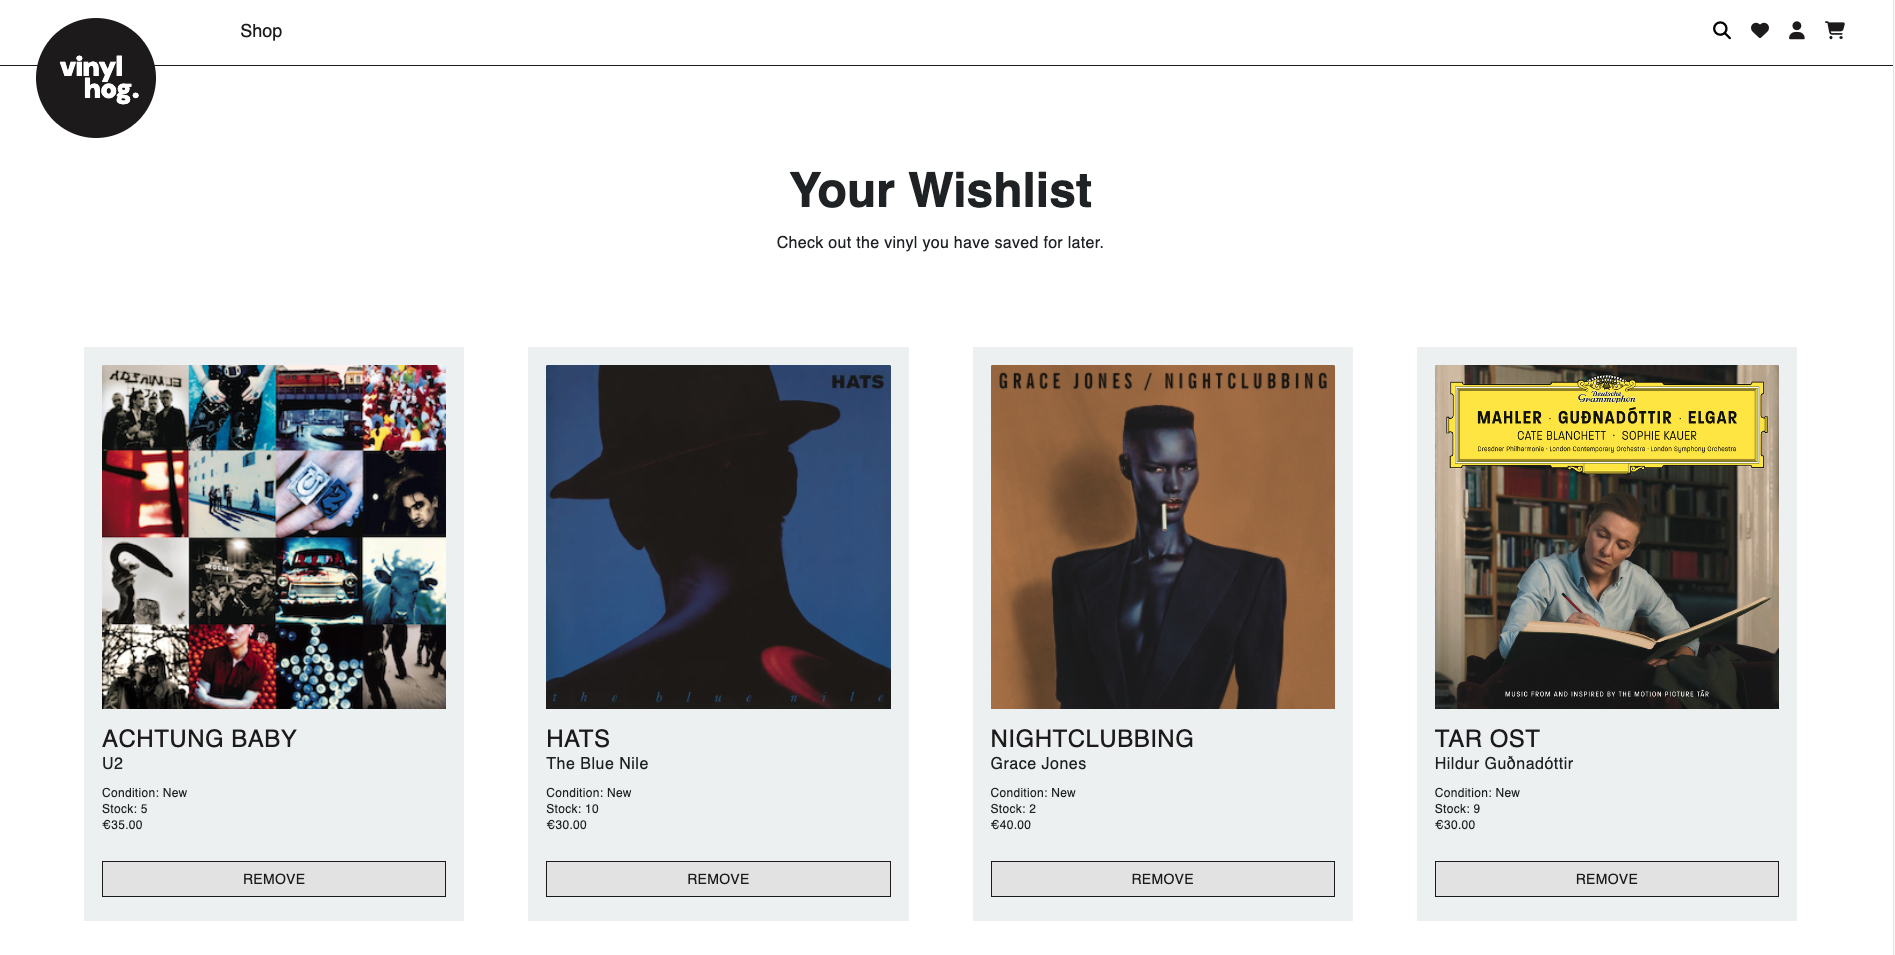 Shop
vinyl
hog.
Your Wishlist
Check out the vinyl you have saved for later.
HATS
the blue nile
GRACE JONES / NIGHTCLUBBING
Deutsche
Grammophon
MAHLER · GUÐNADÓTTIR · ELGAR
CATE BLANCHETT · SOPHIE KAUER
Dresdner Philharmonie · London Contemporary Orchestra · London Symphony Orchestra
MUSIC FROM AND INSPIRED BY THE MOTION PICTURE TÁR
ACHTUNG BABY
U2
Condition: New
Stock: 5
€35.00
REMOVE
HATS
The Blue Nile
Condition: New
Stock: 10
€30.00
REMOVE
NIGHTCLUBBING
Grace Jones
Condition: New
Stock: 2
€40.00
REMOVE
TAR OST
Hildur Guðnadóttir
Condition: New
Stock: 9
€30.00
REMOVE